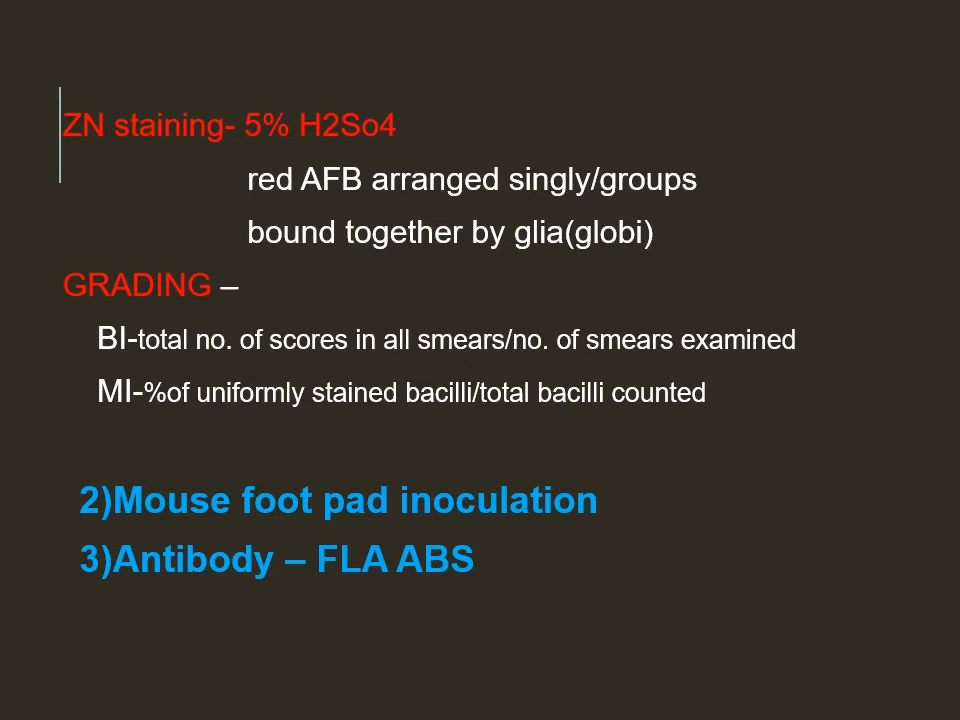 ZN staining- 5% H2So4
red AFB arranged singly/groups
bound together by glia(globi)
GRADING –
BI-total no. of scores in all smears/no. of smears examined
MI-%of uniformly stained bacilli/total bacilli counted
2)Mouse foot pad inoculation
3)Antibody – FLA ABS